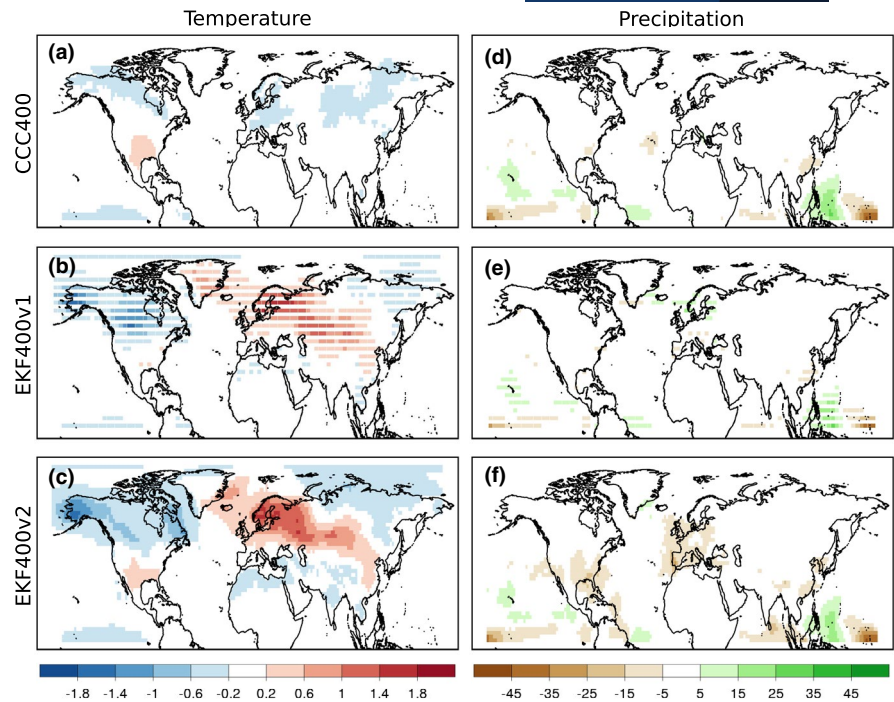 Temperature Precipitation
CCC400 (a) (d)
EKF400v1 (b) (e)
EKF400v2 (c) (f)
-1.8 -1.4 -1 -0.6 -0.2 0.2 0.6 1 1.4 1.8 -45 -35 -25 -15 -5 5 15 25 35 45